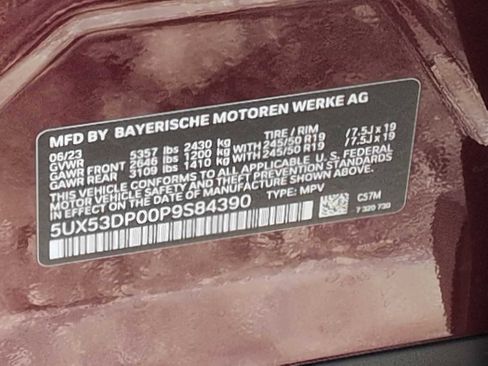 MFD BY BAYERISCHE MOTOREN WERKE AG
06/23 5357 lbs 2430 kg TIRE / RIM
GVWR
GAWR FRONT 2646 lbs 1200 kg WITH 245/50 R19 / 7.5J x 19
GAWR REAR 3109 lbs 1410 kg WITH 245/50 R19 / 7.5J x 19
THIS VEHICLE CONFORMS TO ALL APPLICABLE U.S. FEDERAL
MOTOR VEHICLE SAFETY AND THEFT PREVENTION STANDARDS
IN EFFECT ON THE DATE OF MANUFACTURE SHOWN ABOVE.
5UX53DP00P9S84390 TYPE: MPV C57M
7 320 730